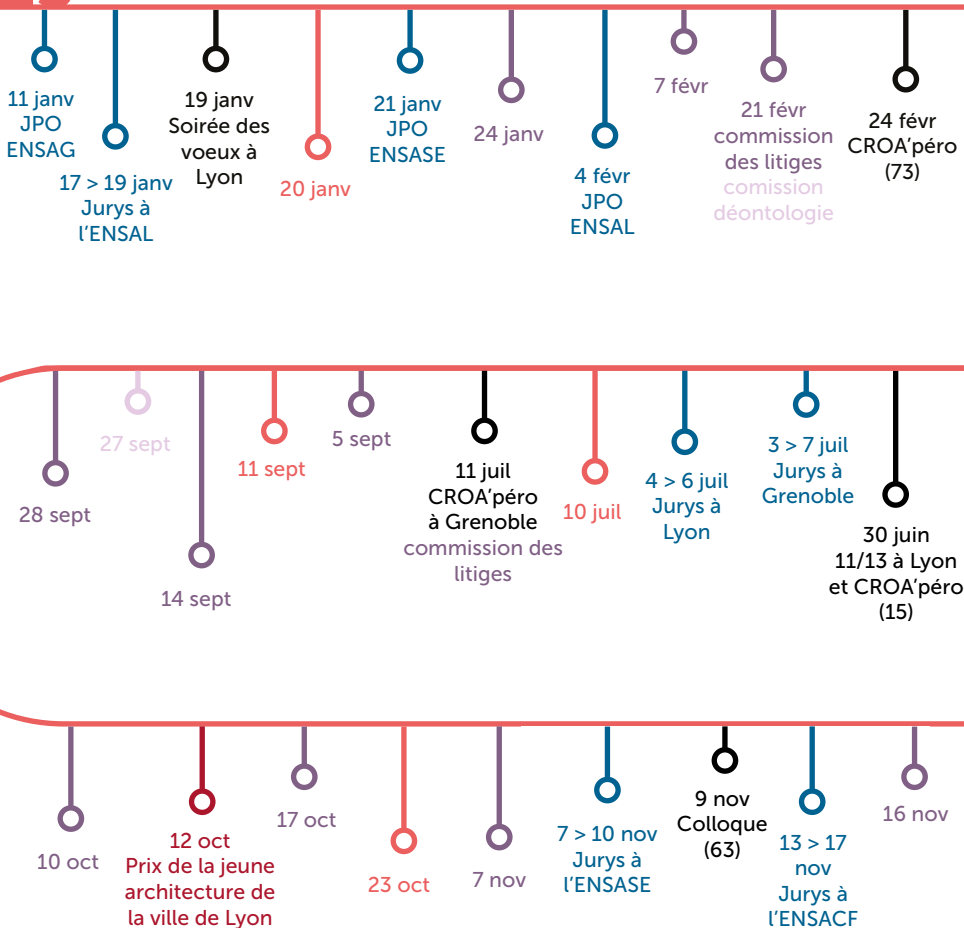 11 janv
JPO
ENSAG
17 > 19 janv
Jurys à
l'ENSAL
19 janv
Soirée des
voeux à
Lyon
20 janv
21 janv
JPO
ENSASE
24 janv
4 févr
JPO
ENSAL
7 févr
21 févr
commission
des litiges
comission
déontologie
24 févr
CROA'péro
(73)
28 sept
27 sept
14 sept
11 sept
5 sept
11 juil
CROA'péro
à Grenoble
commission des
litiges
10 juil
4 > 6 juil
Jurys à
Lyon
3 > 7 juil
Jurys à
Grenoble
30 juin
11/13 à Lyon
et CROA'péro
(15)
10 oct
12 oct
Prix de la jeune
architecture de
la ville de Lyon
17 oct
23 oct
7 nov
7 > 10 nov
Jurys à
l'ENSASE
9 nov
Colloque
(63)
13 > 17
nov
Jurys à
l'ENSACF
16 nov